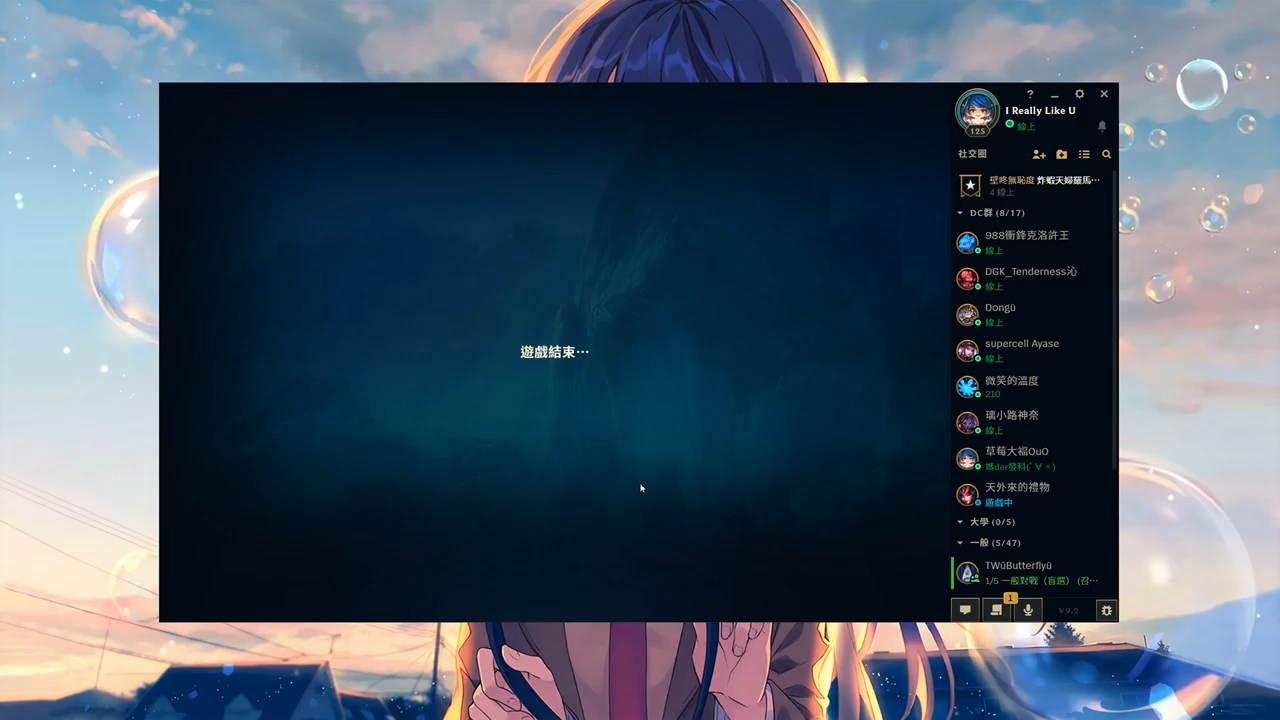 ?
I Really Like U
線上
125
社交圈
壁咚無恥度 炸蝦天婦羅馬…
4 線上
DC群 (8/17)
988衝鋒克洛許王
線上
DGK_Tenderness沁
線上
Dongü
線上
supercell Ayase
線上
微笑的溫度
210
璃小路神奈
線上
草莓大福OuO
媽der發科(ﾟ∀。)
天外來的禮物
遊戲中
大學 (0/5)
一般 (5/47)
TWüButterflyü
1/5 一般對戰（盲選） (召…
1
V9.2
遊戲結束…